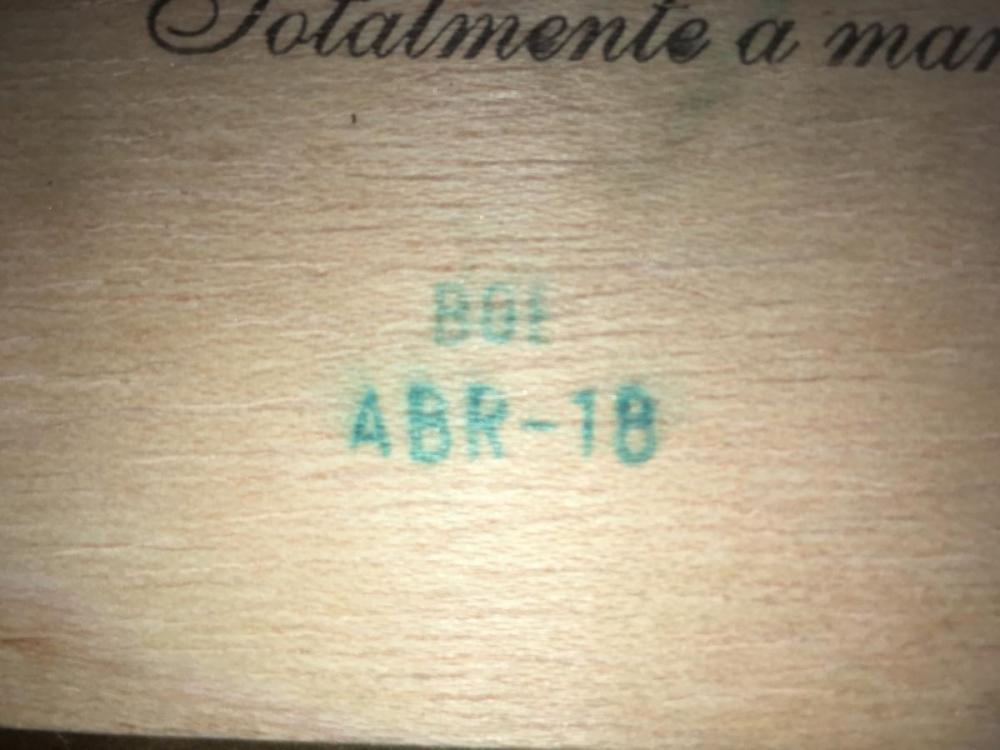 Totalmente a man
BOE
ABR-18